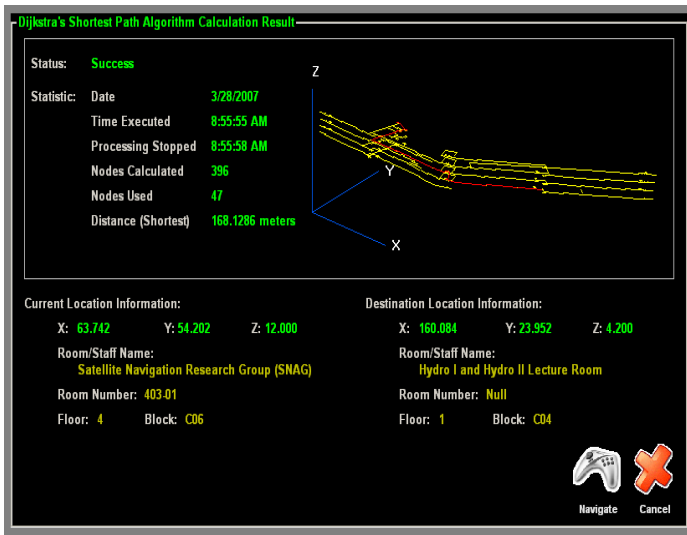 Dijkstra's Shortest Path Algorithm Calculation Result
Status: Success
Statistic: Date 3/28/2007
Time Executed 8:55:55 AM
Processing Stopped 8:55:58 AM
Nodes Calculated 396
Nodes Used 47
Distance (Shortest) 168.1286 meters
Z
Y
X
Current Location Information:
X: 63.742 Y: 54.202 Z: 12.000
Room/Staff Name:
Satellite Navigation Research Group (SNAG)
Room Number: 403-01
Floor: 4 Block: C06
Destination Location Information:
X: 160.084 Y: 23.952 Z: 4.200
Room/Staff Name:
Hydro I and Hydro II Lecture Room
Room Number: Null
Floor: 1 Block: C04
Navigate Cancel